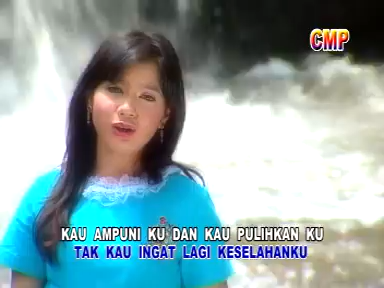 CMP
KAU AMPUNI KU DAN KAU PULIHKAN KU
TAK KAU INGAT LAGI KESELAHANKU